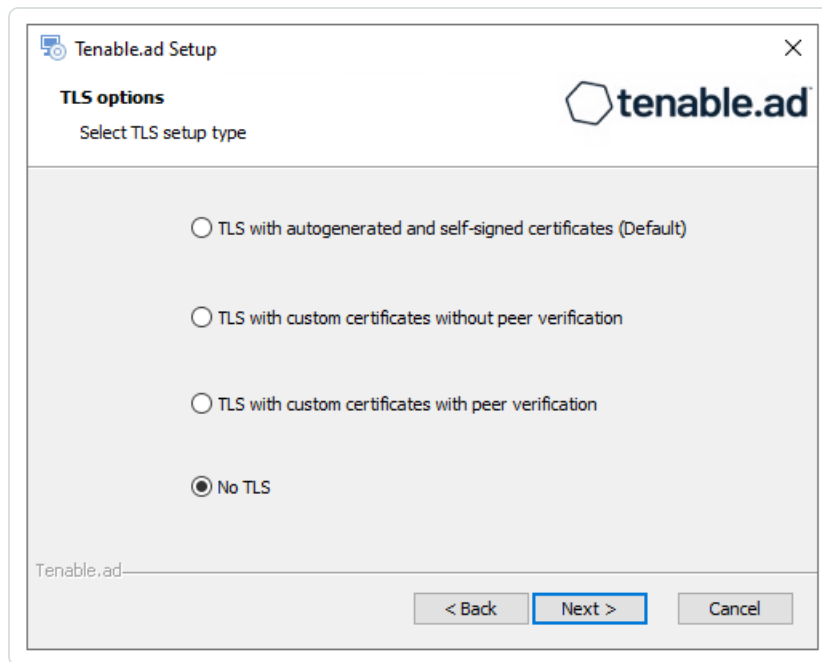 Tenable.ad Setup
TLS options
Select TLS setup type
tenable.ad
TLS with autogenerated and self-signed certificates (Default)
TLS with custom certificates without peer verification
TLS with custom certificates with peer verification
No TLS
Tenable.ad
< Back
Next >
Cancel